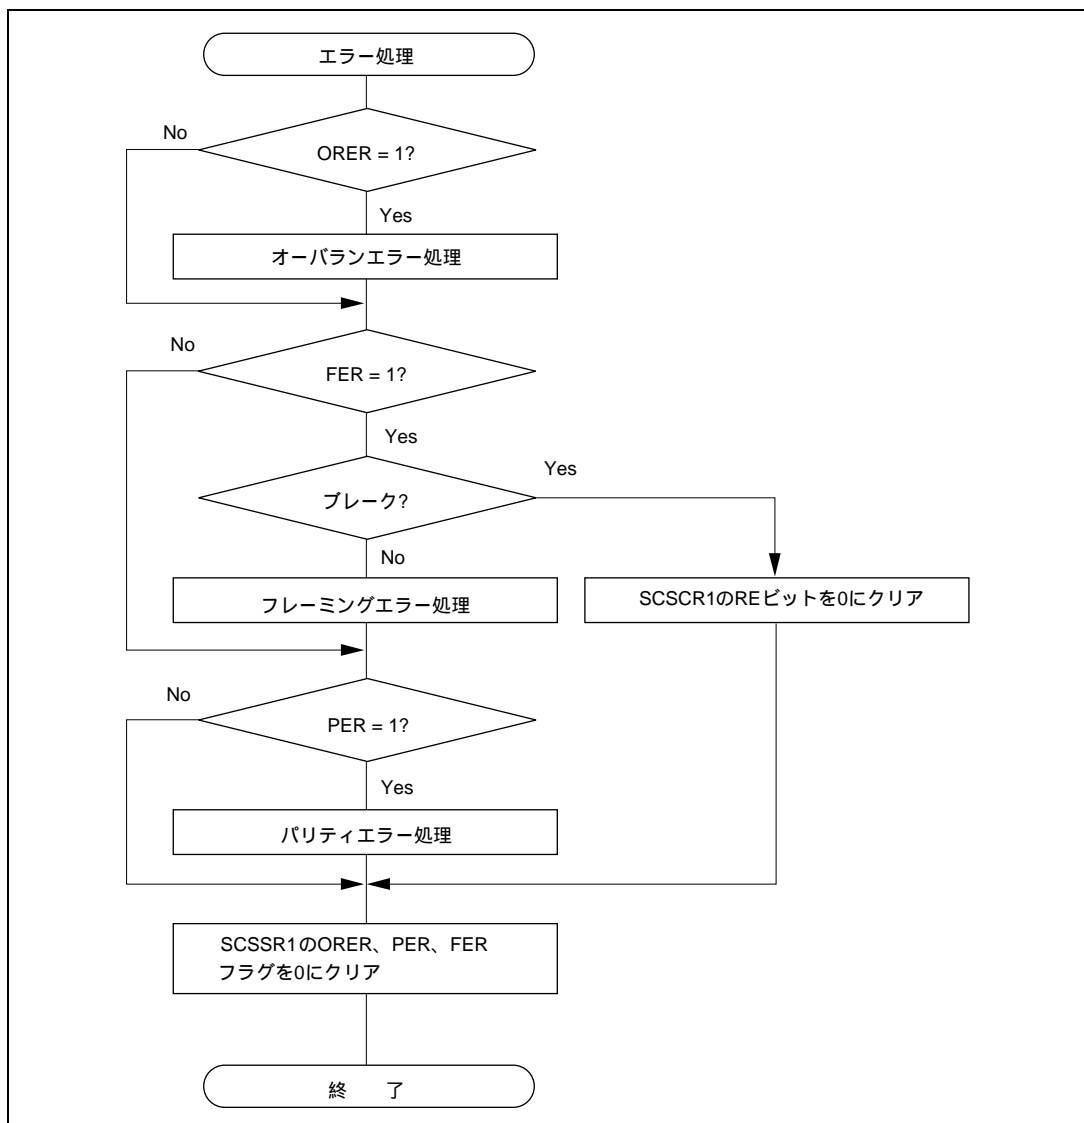 エラー処理
No
ORER = 1?
Yes
オーバランエラー処理
No
FER = 1?
Yes
Yes
ブレーク?
No
フレーミングエラー処理
SCSCR1のREビットを0にクリア
No
PER = 1?
Yes
パリティエラー処理
SCSSR1のORER、PER、FER
フラグを0にクリア
終　了